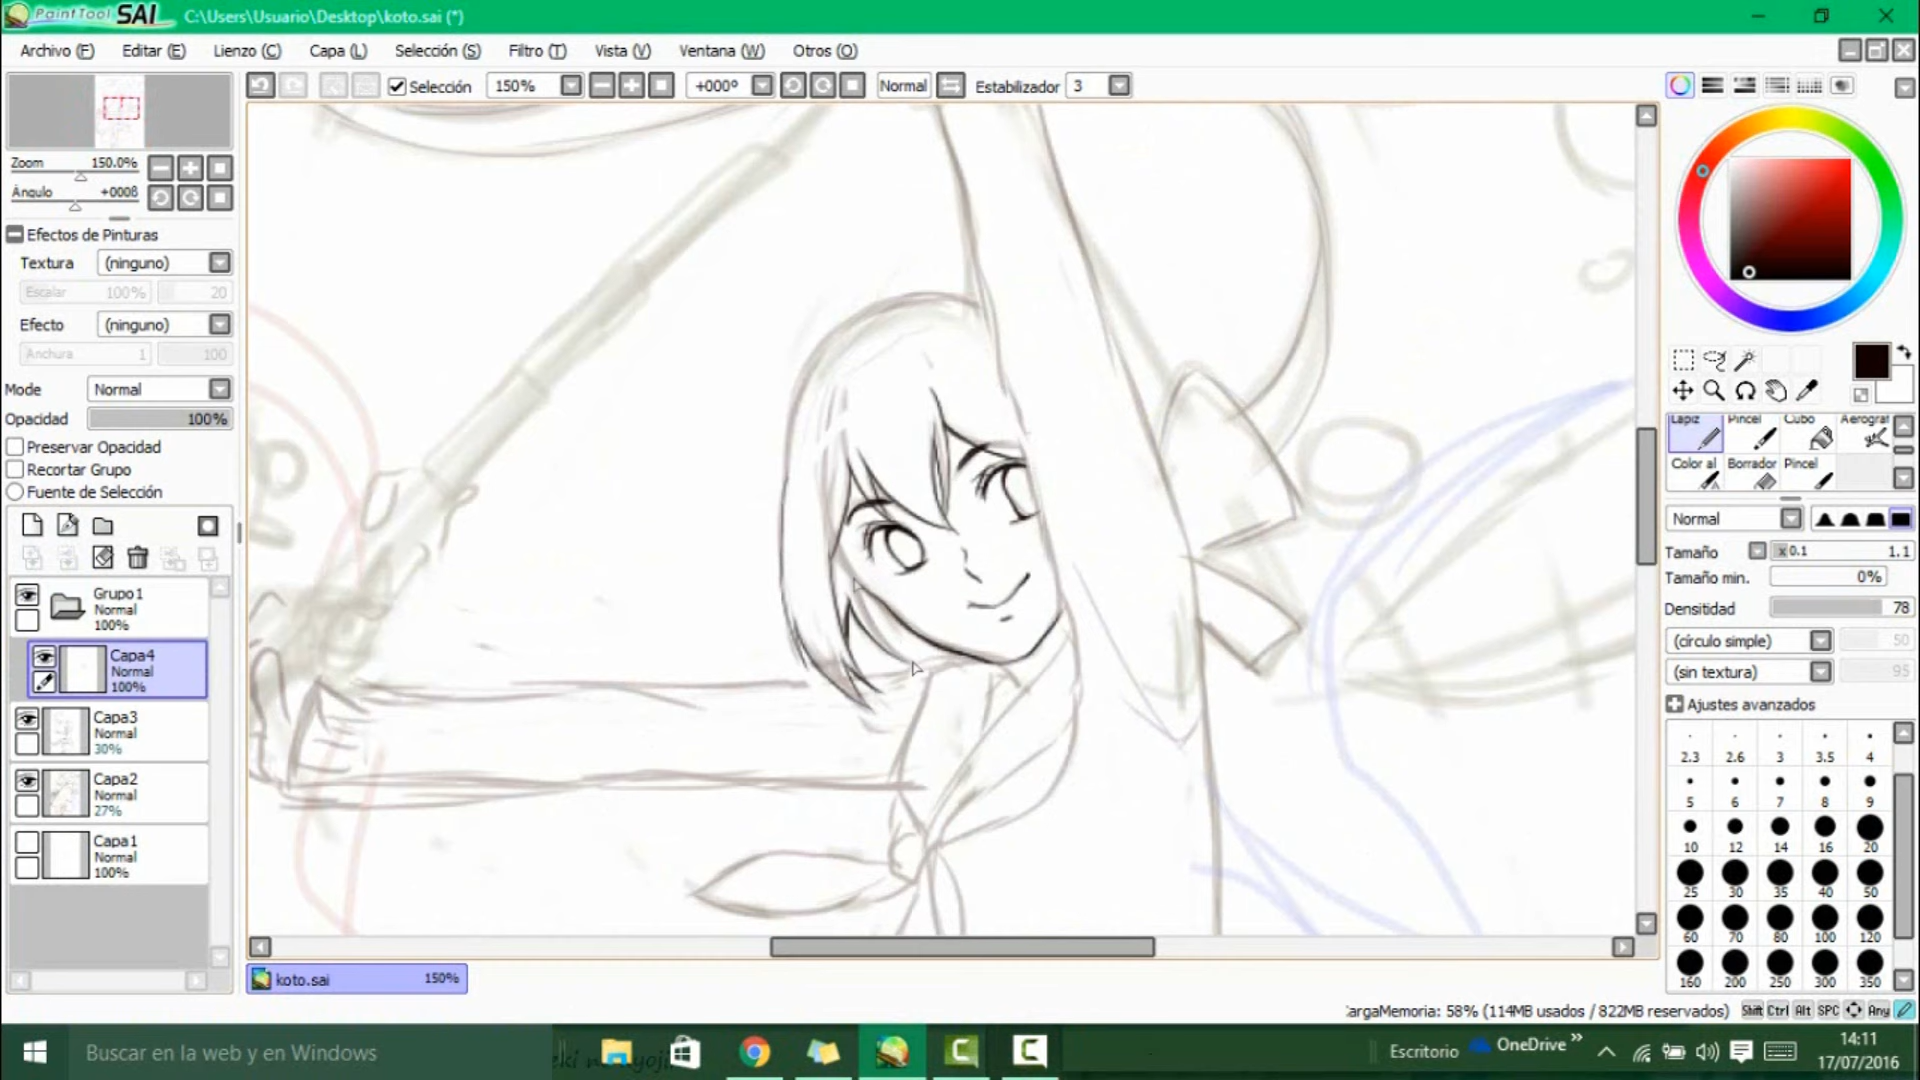 PaintTool SAI C:\Users\Usuario\Desktop\koto.sai (*)
Archivo (F) Editar (E) Lienzo (C) Capa (L) Selección (S) Filtro (T) Vista (V) Ventana (W) Otros (O)
Selección 150% +000º Normal Estabilizador 3
Zoom 150.0%
Ángulo +000ß
Efectos de Pinturas
Textura (ninguno)
Escalar 100% 20
Efecto (ninguno)
Anchura 1 100
Mode Normal
Opacidad 100%
Preservar Opacidad
Recortar Grupo
Fuente de Selección
Grupo1
Normal
100%
Capa4
Normal
100%
Capa3
Normal
30%
Capa2
Normal
27%
Capa1
Normal
100%
koto.sai 150%
Lapiz Pincel Cubo Aerograf
Color al Borrador Pincel
Normal
Tamaño x0.1 1.1
Tamaño min. 0%
Densitidad 78
(círculo simple) 50
(sin textura) 95
Ajustes avanzados
2.3 2.6 3 3.5 4
5 6 7 8 9
10 12 14 16 20
25 30 35 40 50
60 70 80 100 120
160 200 250 300 350
argaMemoria: 58% (114MB usados / 822MB reservados) Shift Ctrl Alt SPC Any
Buscar en la web y en Windows
Escritorio OneDrive »
14:11
17/07/2016